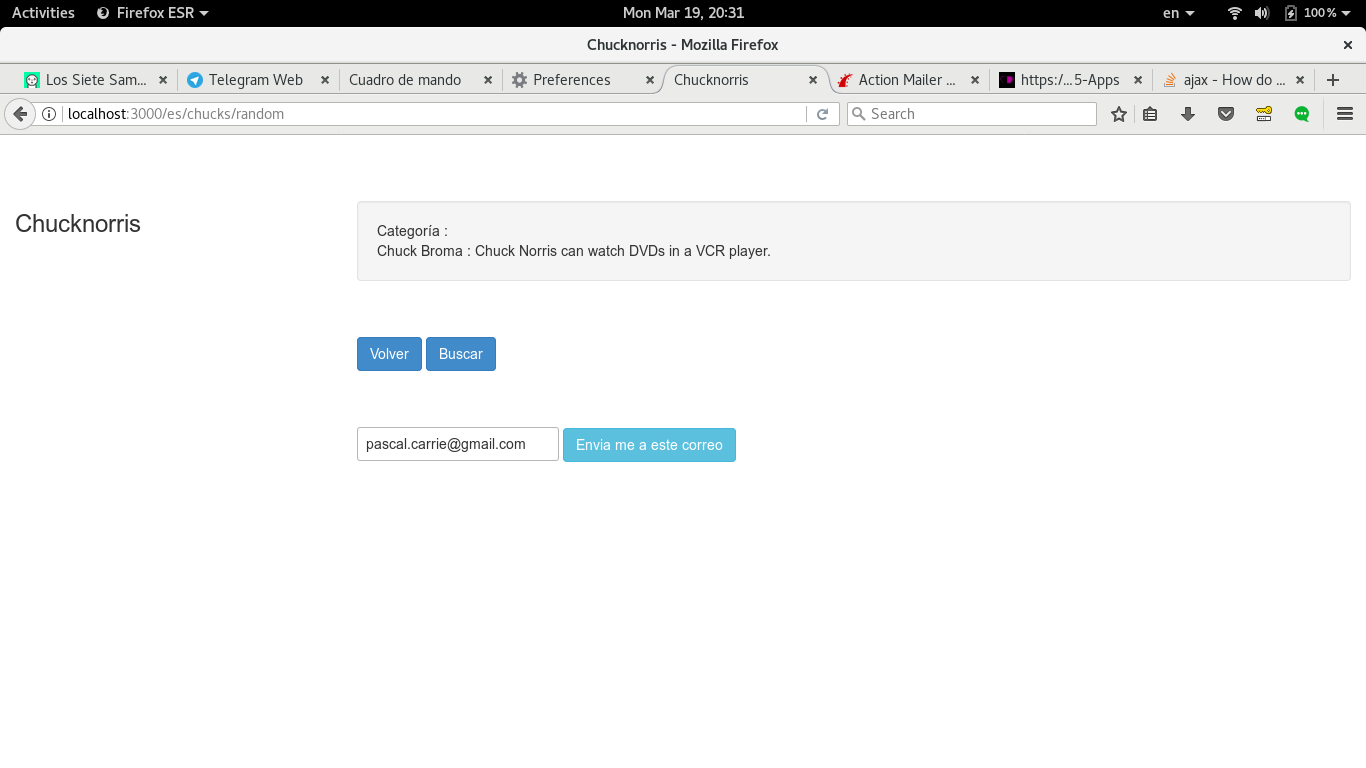 Activities Firefox ESR Mon Mar 19, 20:31 en 100%
Chucknorris - Mozilla Firefox
Los Siete Sam... Telegram Web Cuadro de mando Preferences Chucknorris Action Mailer ... https:/...5-Apps ajax - How do ...
localhost:3000/es/chucks/random Search
Chucknorris
Categoría :
Chuck Broma : Chuck Norris can watch DVDs in a VCR player.
Volver Buscar
pascal.carrie@gmail.com Envia me a este correo